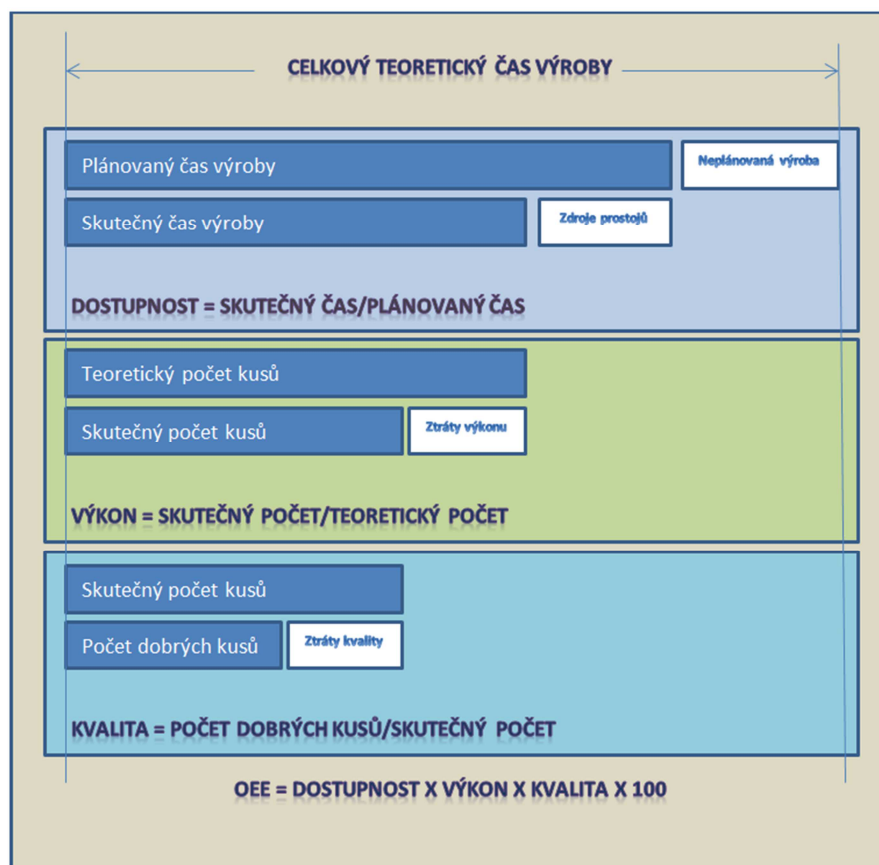 CELKOVÝ TEORETICKÝ ČAS VÝROBY
Plánovaný čas výroby
Neplánovaná výroba
Skutečný čas výroby
Zdroje prostojů
DOSTUPNOST = SKUTEČNÝ ČAS/PLÁNOVANÝ ČAS
Teoretický počet kusů
Skutečný počet kusů
Ztráty výkonu
VÝKON = SKUTEČNÝ POČET/TEORETICKÝ POČET
Skutečný počet kusů
Počet dobrých kusů
Ztráty kvality
KVALITA = POČET DOBRÝCH KUSŮ/SKUTEČNÝ POČET
OEE = DOSTUPNOST X VÝKON X KVALITA X 100